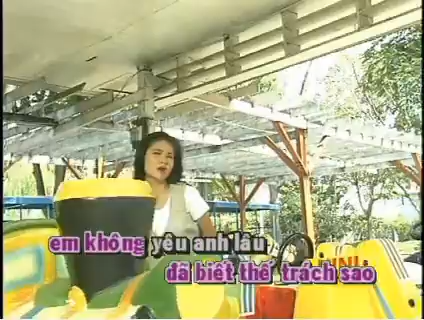 em không yêu anh lâu
đã biết thế trách sao